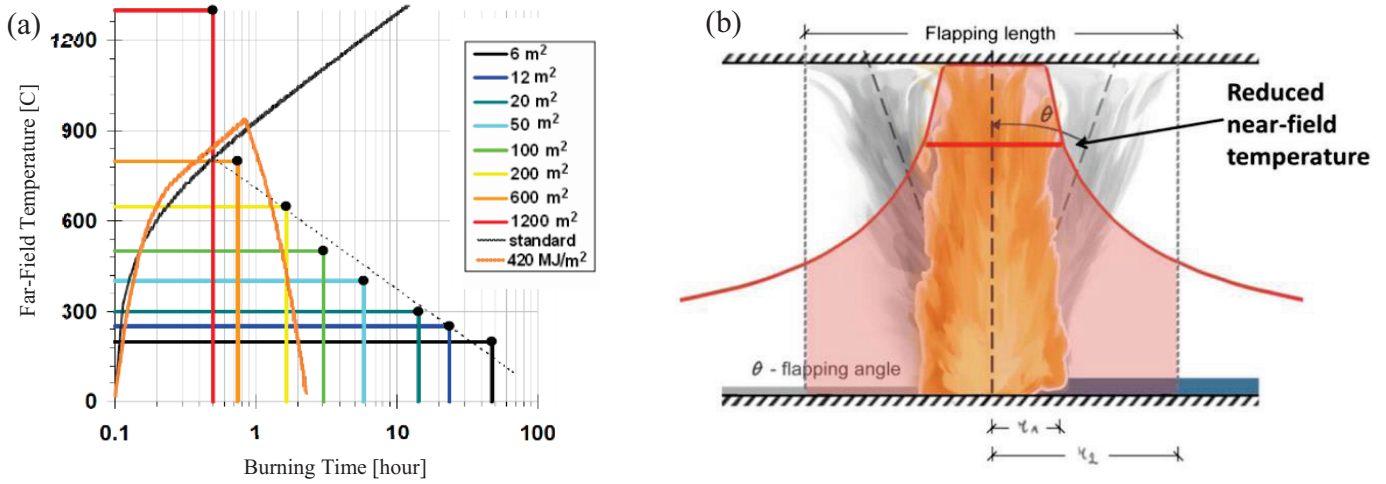 (a)
Far-Field Temperature [C]
1200
900
600
300
0
0.1
1
10
100
Burning Time [hour]
6 m²
12 m²
20 m²
50 m²
100 m²
200 m²
600 m²
1200 m²
standard
420 MJ/m²
(b)
Flapping length
θ
Reduced
near-field
temperature
θ - flapping angle
r₁
r₂